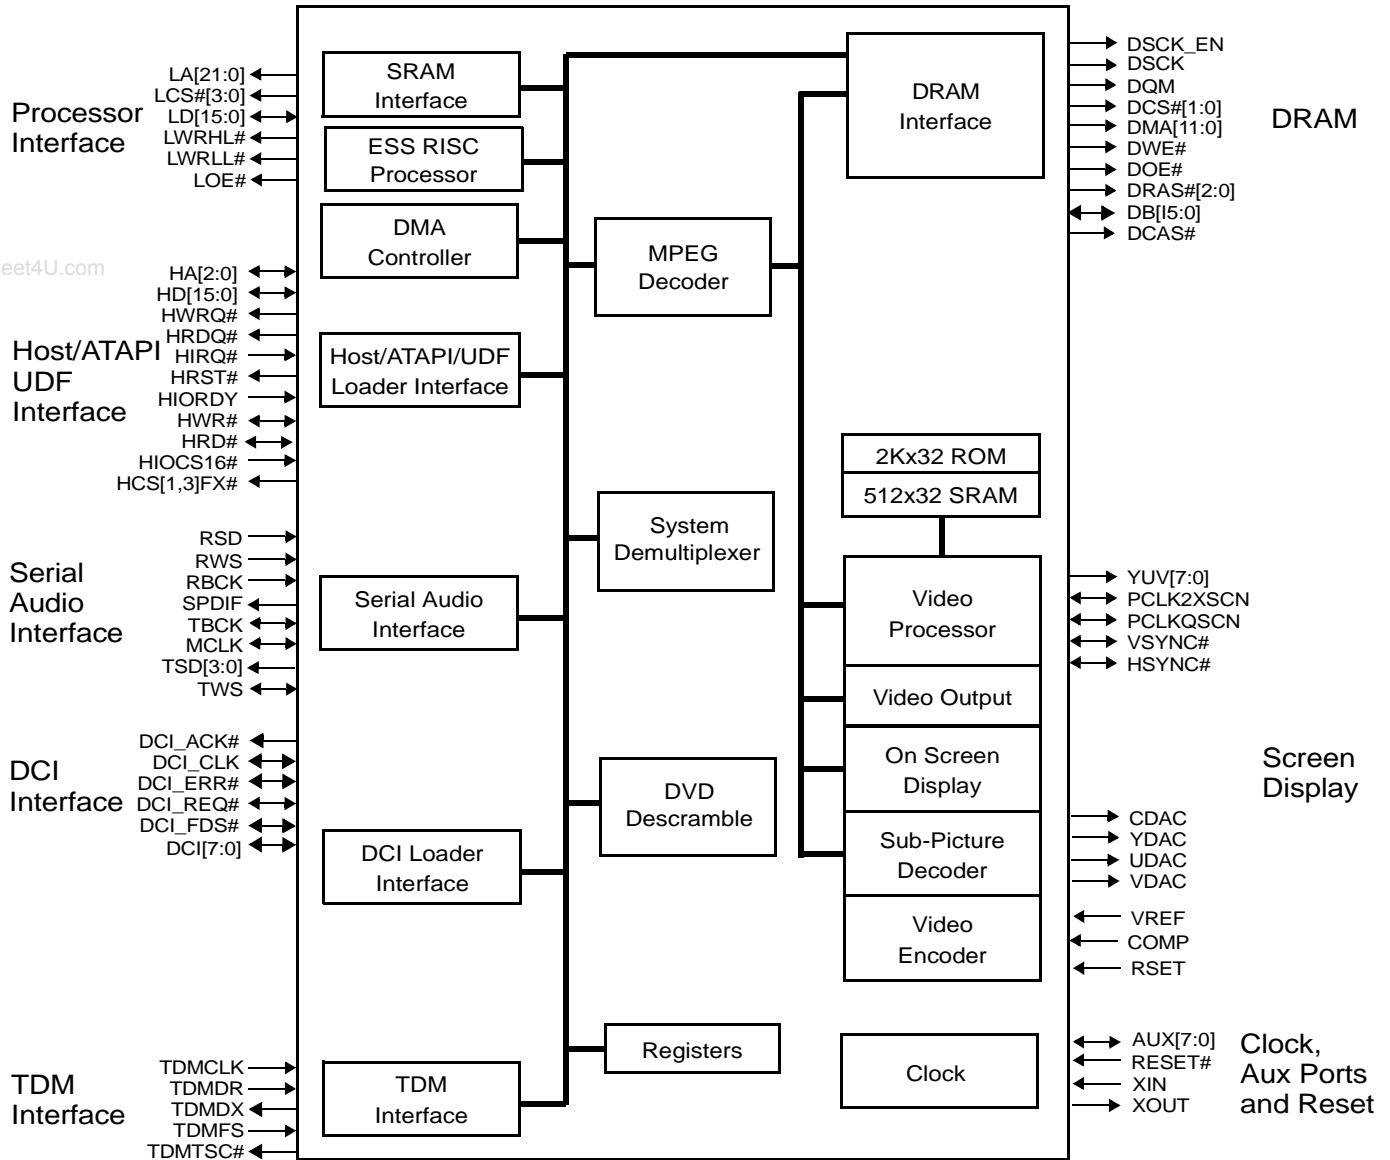 Processor
Interface
LA[21:0]
LCS#[3:0]
LD[15:0]
LWRHL#
LWRLL#
LOE#
eet4U.com
Host/ATAPI
UDF
Interface
HA[2:0]
HD[15:0]
HWRQ#
HRDQ#
HIRQ#
HRST#
HIORDY
HWR#
HRD#
HIOCS16#
HCS[1,3]FX#
Serial
Audio
Interface
RSD
RWS
RBCK
SPDIF
TBCK
MCLK
TSD[3:0]
TWS
DCI
Interface
DCI_ACK#
DCI_CLK
DCI_ERR#
DCI_REQ#
DCI_FDS#
DCI[7:0]
TDM
Interface
TDMCLK
TDMDR
TDMDX
TDMFS
TDMTSC#
SRAM
Interface
ESS RISC
Processor
DMA
Controller
Host/ATAPI/UDF
Loader Interface
Serial Audio
Interface
DCI Loader
Interface
TDM
Interface
MPEG
Decoder
System
Demultiplexer
DVD
Descramble
Registers
DRAM
Interface
2Kx32 ROM
512x32 SRAM
Video
Processor
Video Output
On Screen
Display
Sub-Picture
Decoder
Video
Encoder
Clock
DSCK_EN
DSCK
DQM
DCS#[1:0]
DMA[11:0]
DWE#
DOE#
DRAS#[2:0]
DB[I5:0]
DCAS#
DRAM
YUV[7:0]
PCLK2XSCN
PCLKQSCN
VSYNC#
HSYNC#
Screen
Display
CDAC
YDAC
UDAC
VDAC
VREF
COMP
RSET
AUX[7:0]
RESET#
XIN
XOUT
Clock,
Aux Ports
and Reset